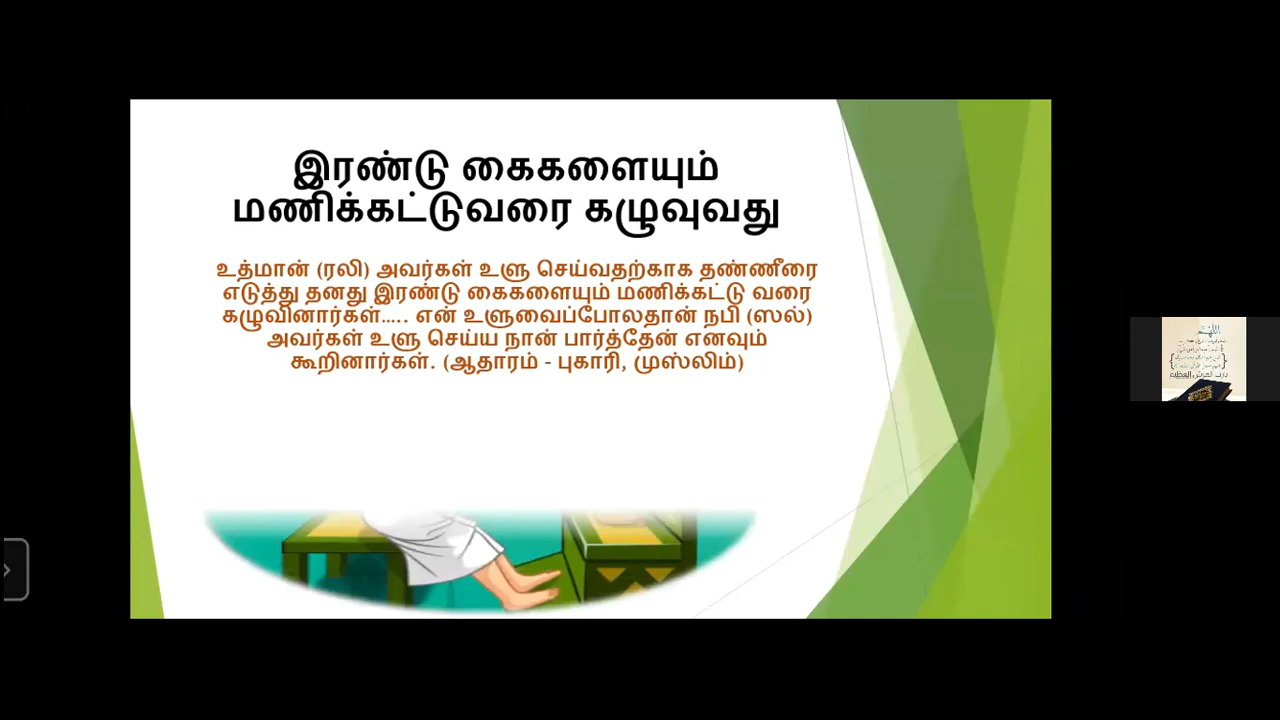 இரண்டு கைகளையும்
மணிக்கட்டுவரை கழுவுவது
உத்மான் (ரலி) அவர்கள் உளு செய்வதற்காக தண்ணீரை
எடுத்து தனது இரண்டு கைகளையும் மணிக்கட்டு வரை
கழுவினார்கள்..... என் உளுவைப்போலதான் நபி (ஸல்)
அவர்கள் உளு செய்ய நான் பார்த்தேன் எனவும்
கூறினார்கள். (ஆதாரம் - புகாரி, முஸ்லிம்)
اللهم